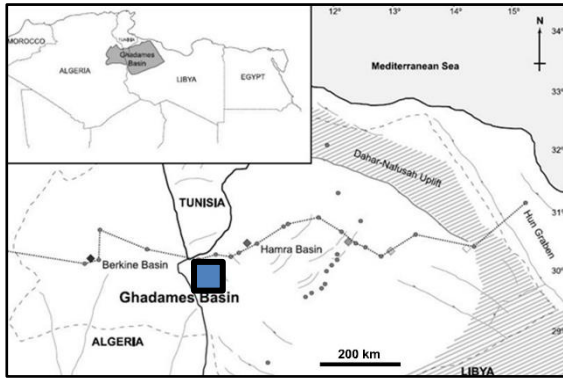 MOROCCO
TUNISIA
Ghadames
Basin
ALGERIA
LIBYA
EGYPT
12°
13°
14°
15°
N
34°
Mediterranean Sea
33°
32°
Dahar-Nafusah Uplift
31°
TUNISIA
Hun Graben
Hamra Basin
Berkine Basin
30°
Ghadames Basin
29°
ALGERIA
200 km
LIBYA